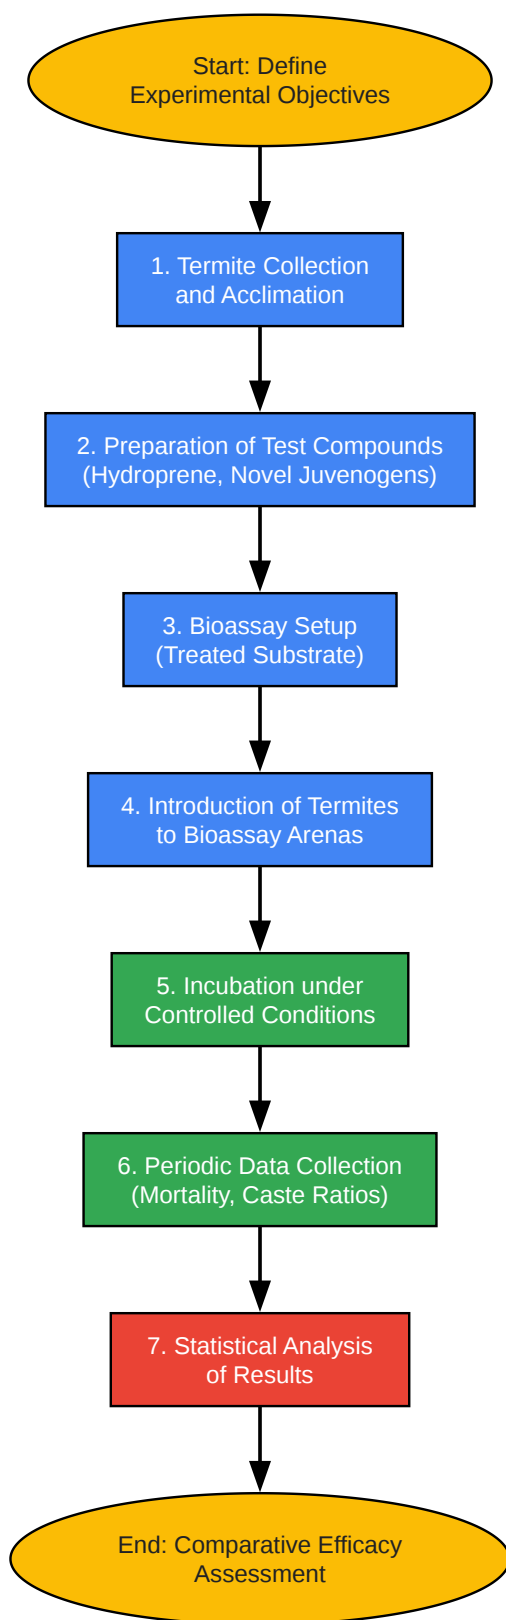 Start: Define
Experimental Objectives
1. Termite Collection
and Acclimation
2. Preparation of Test Compounds
(Hydroprene, Novel Juvenogens)
3. Bioassay Setup
(Treated Substrate)
4. Introduction of Termites
to Bioassay Arenas
5. Incubation under
Controlled Conditions
6. Periodic Data Collection
(Mortality, Caste Ratios)
7. Statistical Analysis
of Results
End: Comparative Efficacy
Assessment